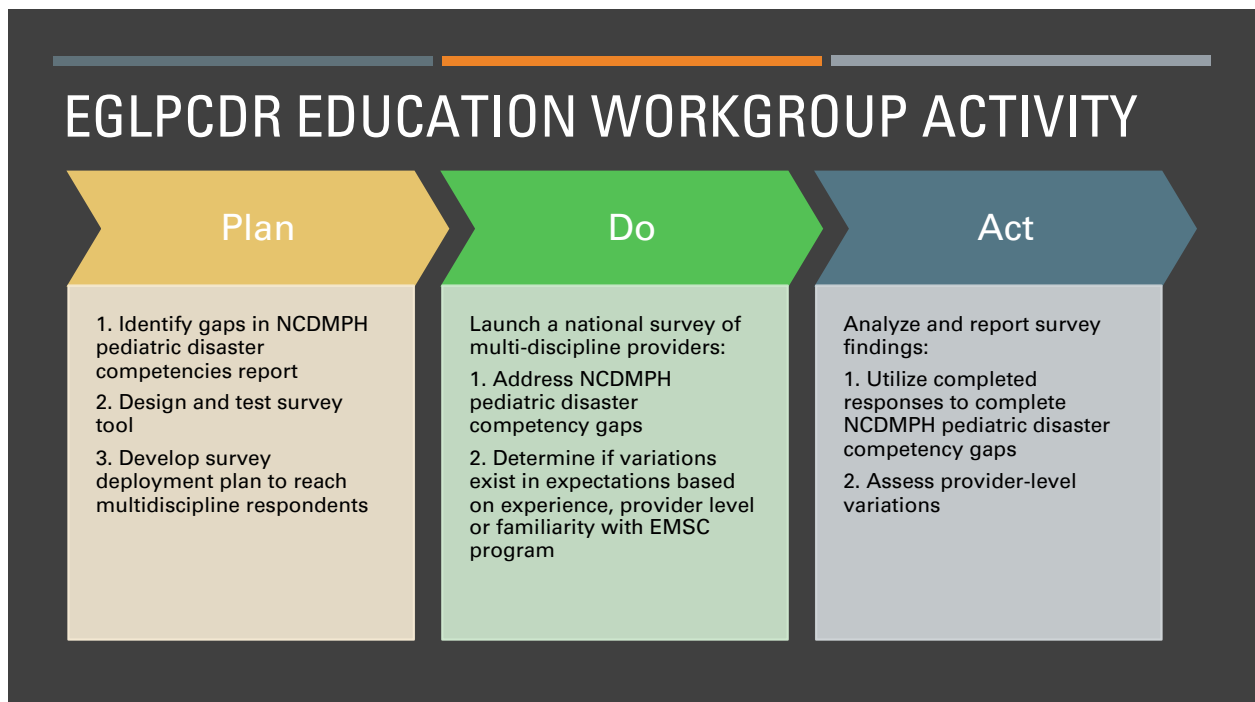 EGLPCDR EDUCATION WORKGROUP ACTIVITY
Plan
1. Identify gaps in NCDMPH
pediatric disaster
competencies report
2. Design and test survey
tool
3. Develop survey
deployment plan to reach
multidiscipline respondents
Do
Launch a national survey of
multi-discipline providers:
1. Address NCDMPH
pediatric disaster
competency gaps
2. Determine if variations
exist in expectations based
on experience, provider level
or familiarity with EMSC
program
Act
Analyze and report survey
findings:
1. Utilize completed
responses to complete
NCDMPH pediatric disaster
competency gaps
2. Assess provider-level
variations